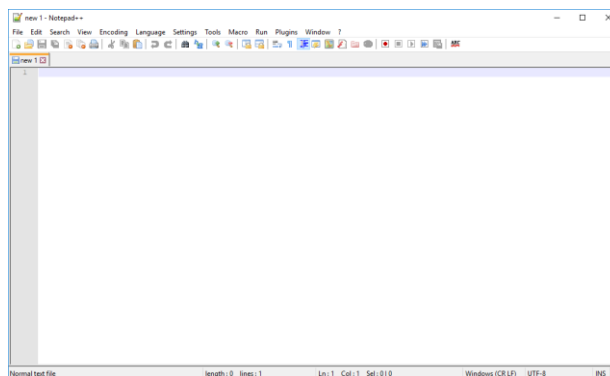 new 1 - Notepad++
File Edit Search View Encoding Language Settings Tools Macro Run Plugins Window ?
new 1
1
Normal text file length : 0 lines : 1 Ln : 1 Col : 1 Sel : 0 | 0 Windows (CR LF) UTF-8 INS